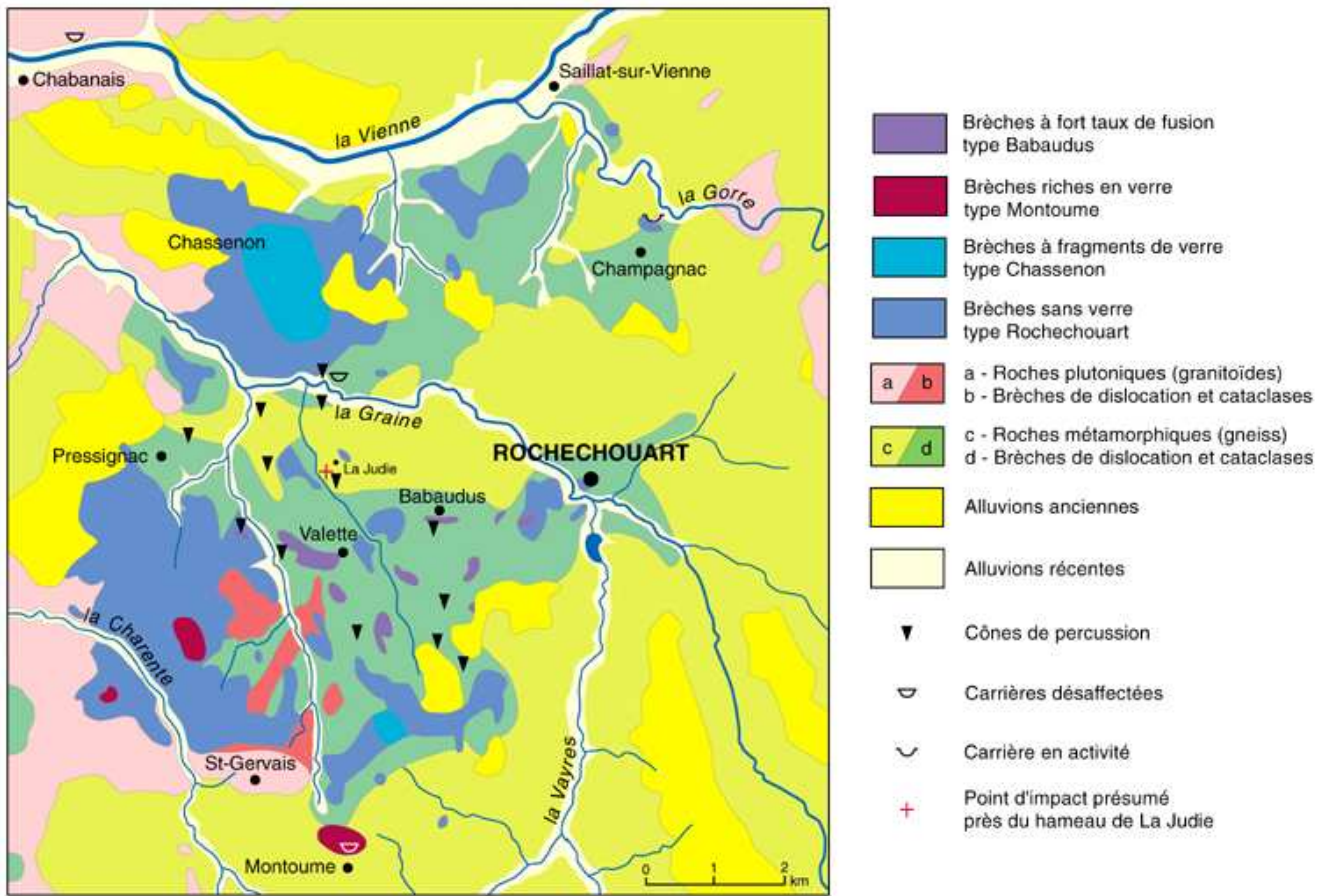 Chabanais
Saillat-sur-Vienne
la Vienne
la Gorre
Chassenon
Champagnac
la Graine
Pressignac
La Judie
ROCHECHOUART
Babaudus
Valette
la Charente
St-Gervais
la Vayres
Montoume
0 1 2
km
Brèches à fort taux de fusion
type Babaudus
Brèches riches en verre
type Montoume
Brèches à fragments de verre
type Chassenon
Brèches sans verre
type Rochechouart
a b
a - Roches plutoniques (granitoïdes)
b - Brèches de dislocation et cataclases
c d
c - Roches métamorphiques (gneiss)
d - Brèches de dislocation et cataclases
Alluvions anciennes
Alluvions récentes
Cônes de percussion
Carrières désaffectées
Carrière en activité
Point d'impact présumé
près du hameau de La Judie